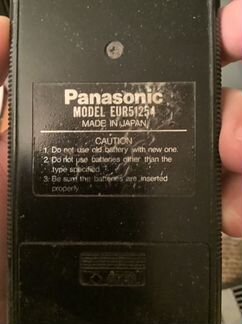 Panasonic
MODEL EUR51254
MADE IN JAPAN
CAUTION
1. Do not use old battery with new one.
2. Do not use batteries other than the
type specified.
3. Be sure the batteries are inserted
properly.